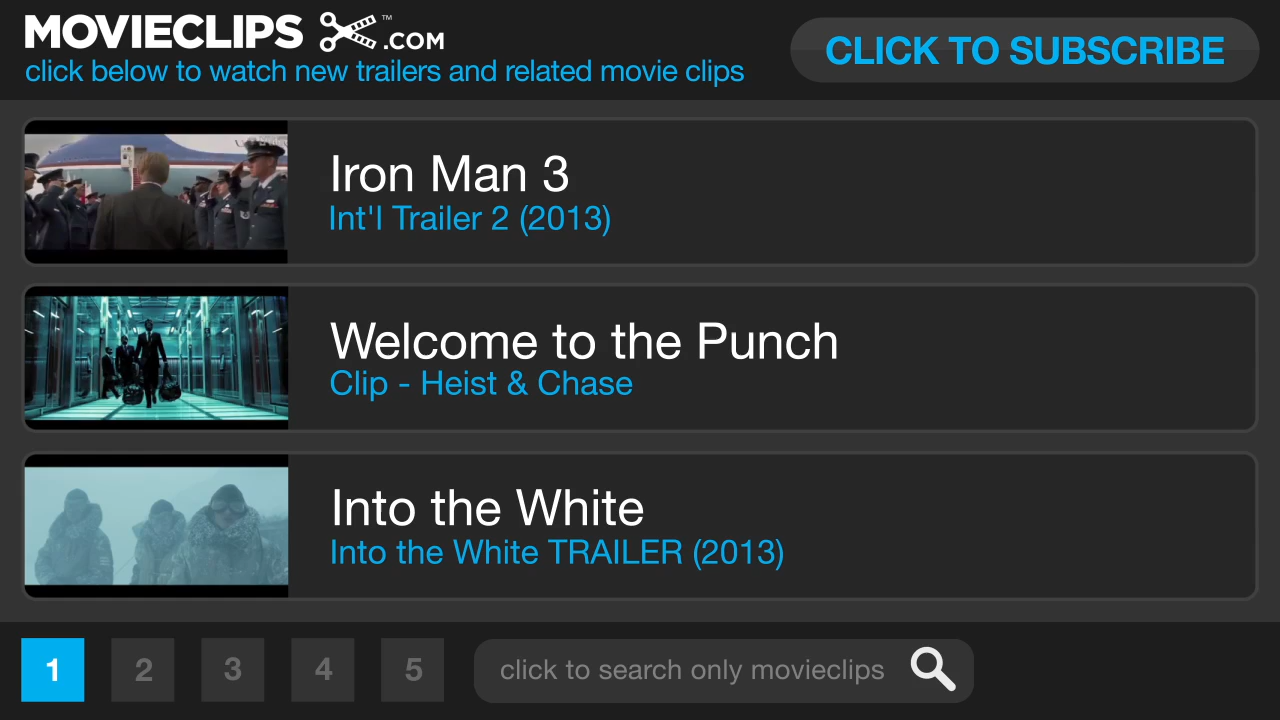 MOVIECLIPS ™ .COM
click below to watch new trailers and related movie clips
CLICK TO SUBSCRIBE
Iron Man 3
Int'l Trailer 2 (2013)
Welcome to the Punch
Clip - Heist & Chase
Into the White
Into the White TRAILER (2013)
1 2 3 4 5
click to search only movieclips